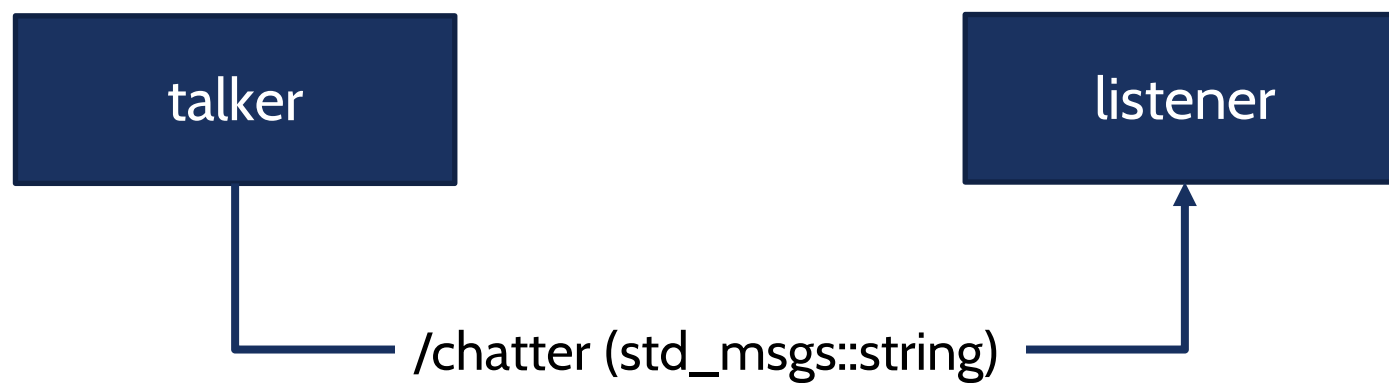 talker
listener
/chatter (std_msgs::string)